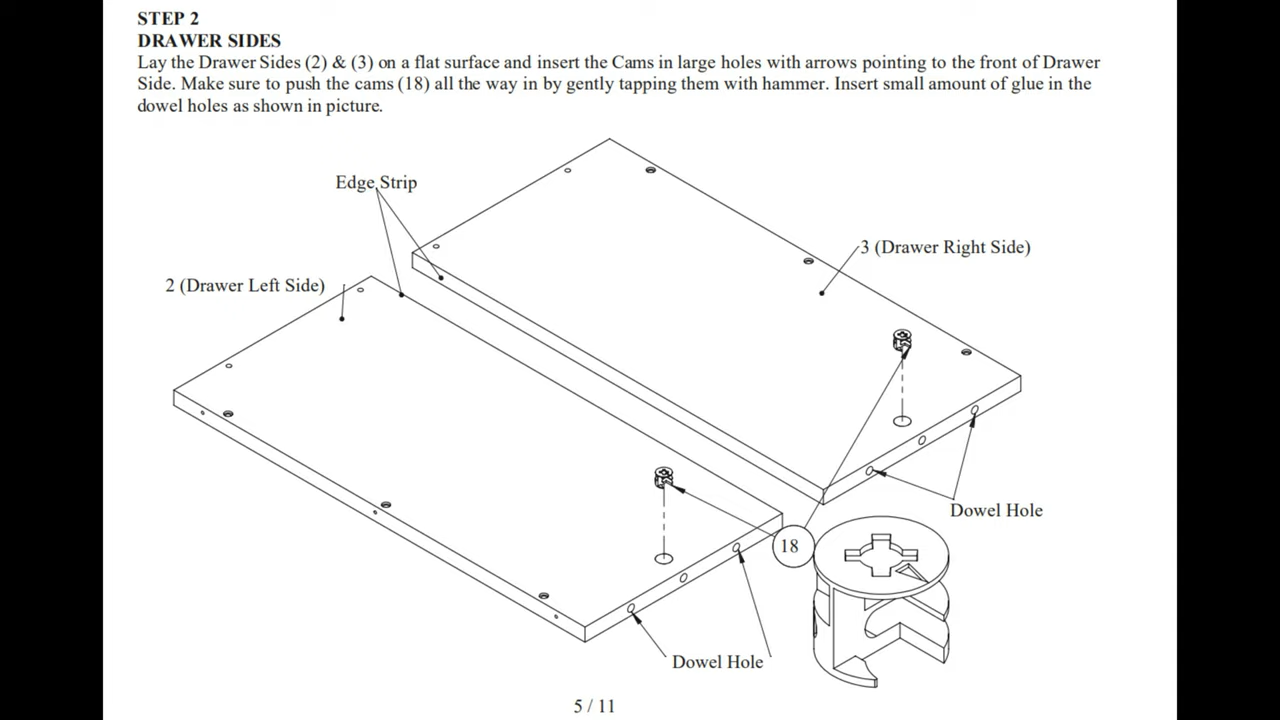 STEP 2
DRAWER SIDES
Lay the Drawer Sides (2) & (3) on a flat surface and insert the Cams in large holes with arrows pointing to the front of Drawer
Side. Make sure to push the cams (18) all the way in by gently tapping them with hammer. Insert small amount of glue in the
dowel holes as shown in picture.
Edge Strip
3 (Drawer Right Side)
2 (Drawer Left Side)
Dowel Hole
18
Dowel Hole
5 / 11